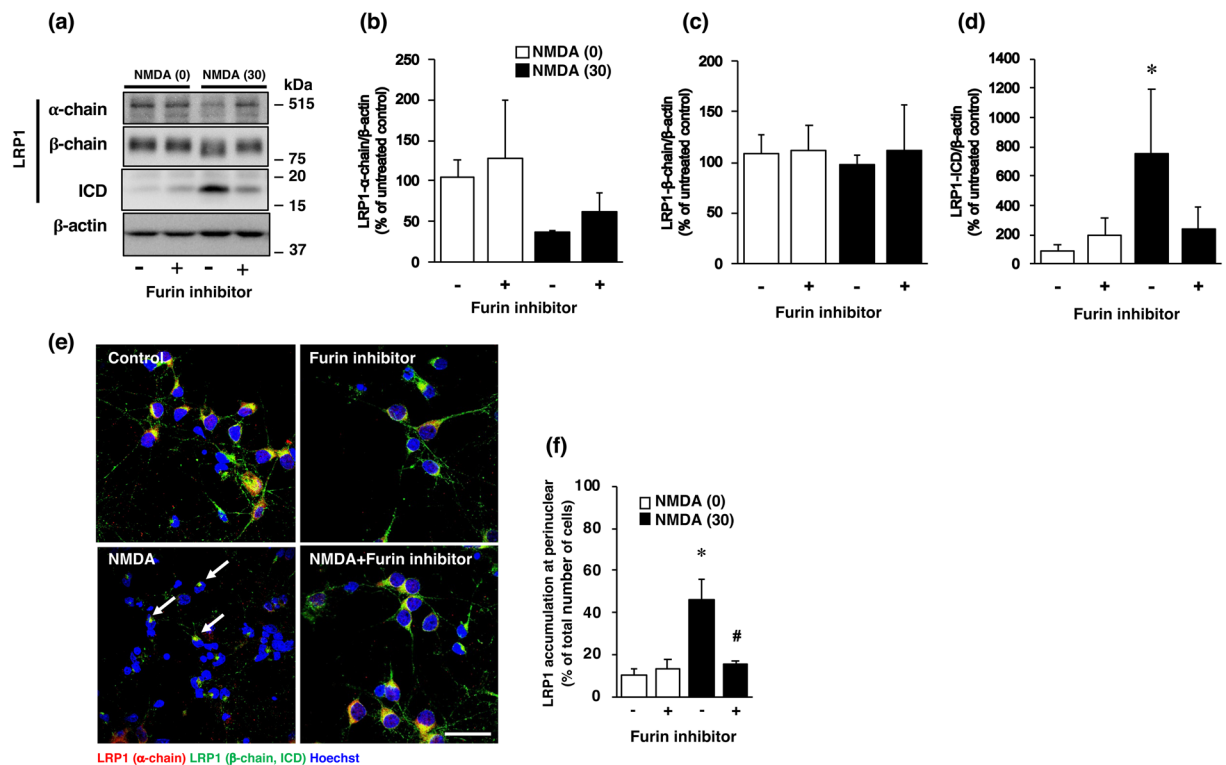 (a)
NMDA (0) NMDA (30) kDa
LRP1
α-chain – 515
β-chain – 75
ICD – 20
– 15
β-actin
– 37
- + - +
Furin inhibitor
(b)
NMDA (0)
NMDA (30)
LRP1-α-chain/β-actin
(% of untreated control)
250
200
150
100
50
0
- + - +
Furin inhibitor
(c)
LRP1-β-chain/β-actin
(% of untreated control)
200
150
100
50
0
- + - +
Furin inhibitor
(d)
LRP1-ICD/β-actin
(% of untreated control)
1400
1200
1000
800
600
400
200
0
*
- + - +
Furin inhibitor
(e)
Control
Furin inhibitor
NMDA
NMDA+Furin inhibitor
LRP1 (α-chain) LRP1 (β-chain, ICD) Hoechst
(f)
LRP1 accumulation at perinuclear
(% of total number of cells)
100
80
60
40
20
0
NMDA (0)
NMDA (30)
*
#
- + - +
Furin inhibitor